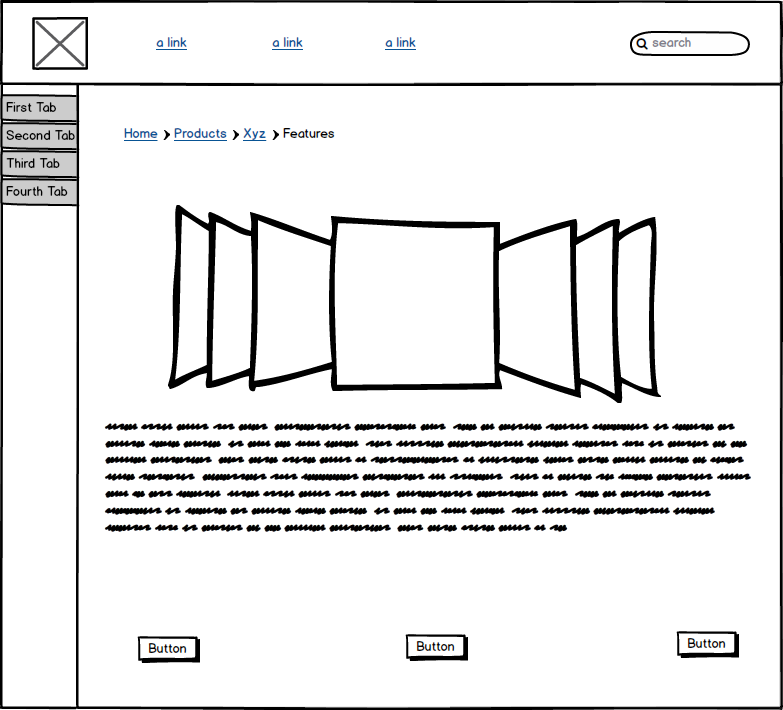 a link a link a link search
First Tab
Second Tab
Third Tab
Fourth Tab
Home Products Xyz Features
Button Button Button